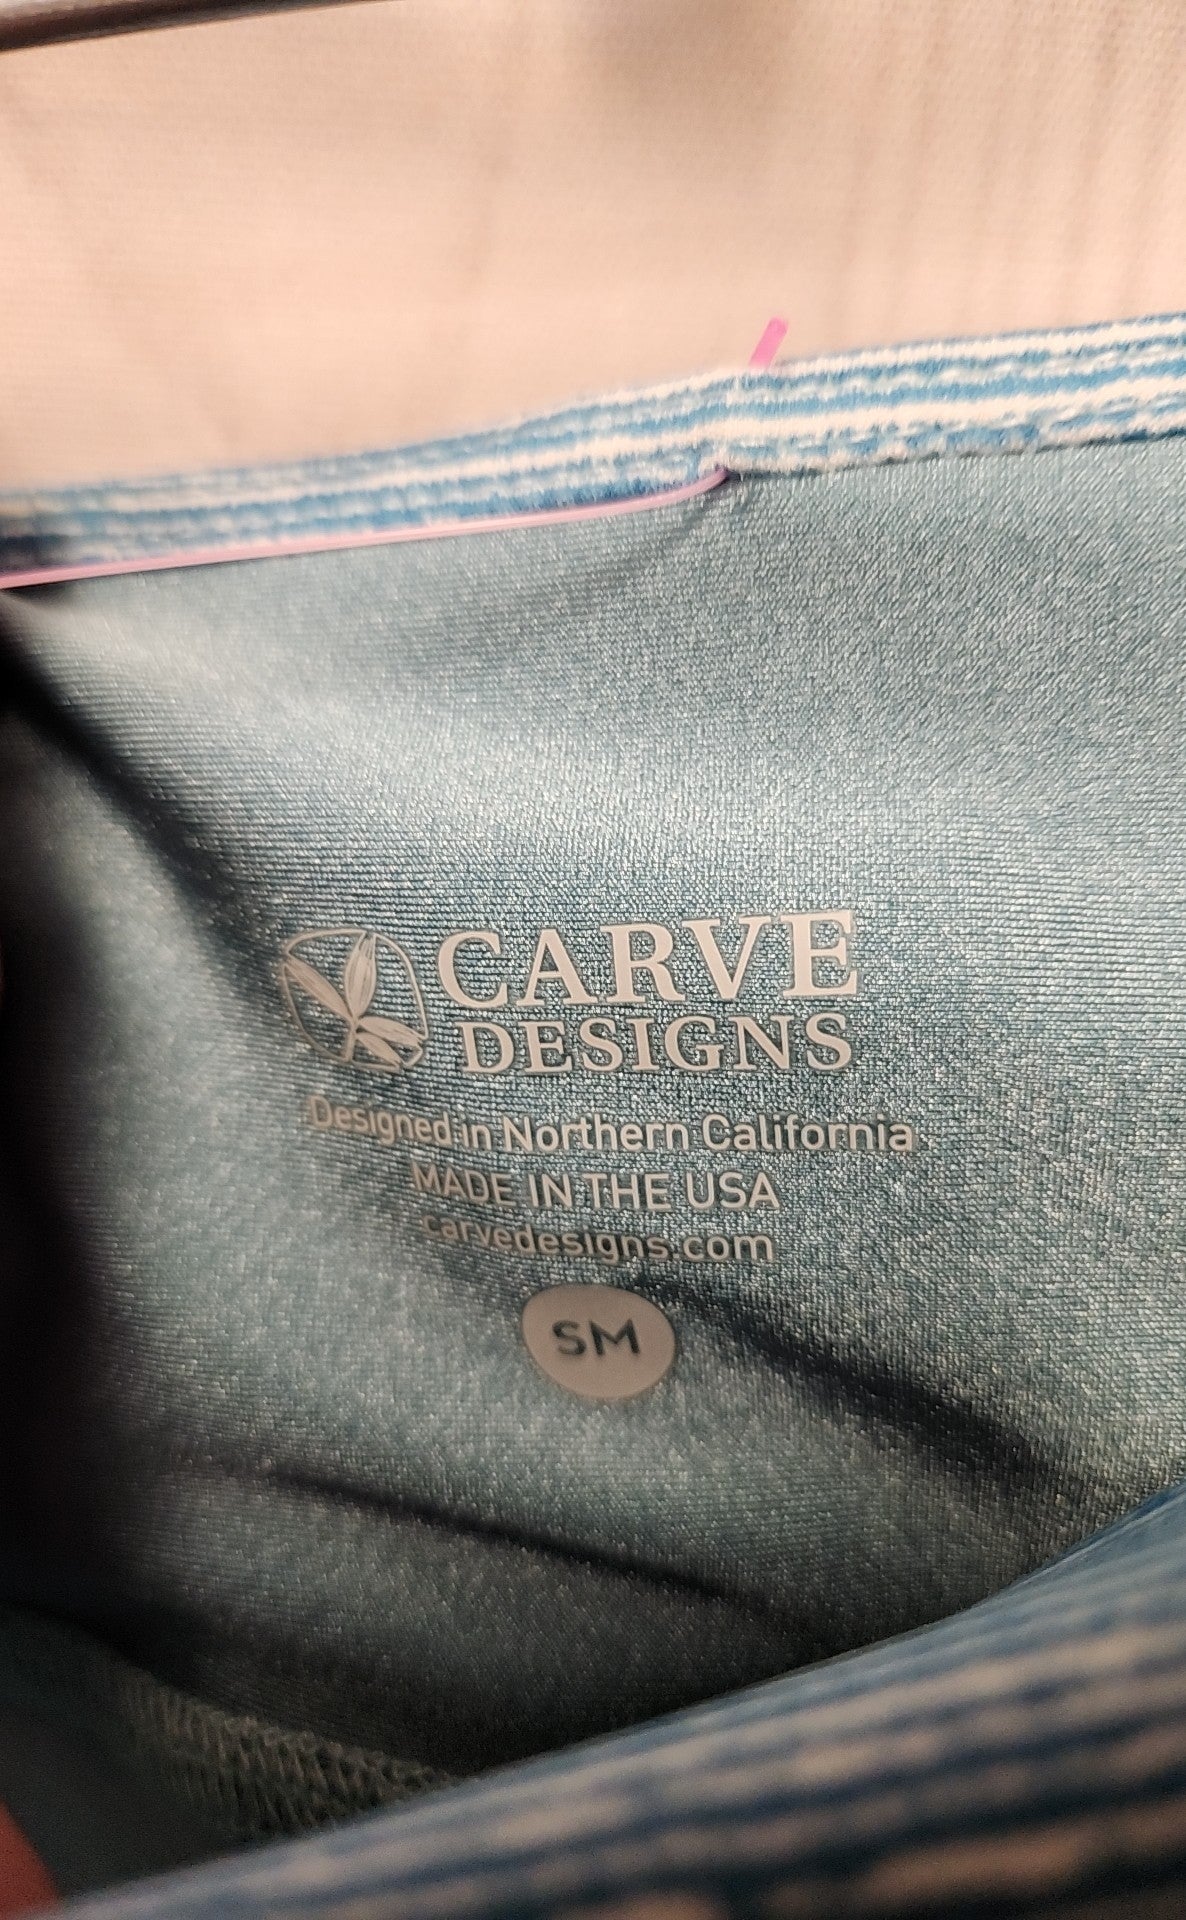 CARVE
DESIGNS
Designed in Northern California
MADE IN THE USA
carvedesigns.com
SM